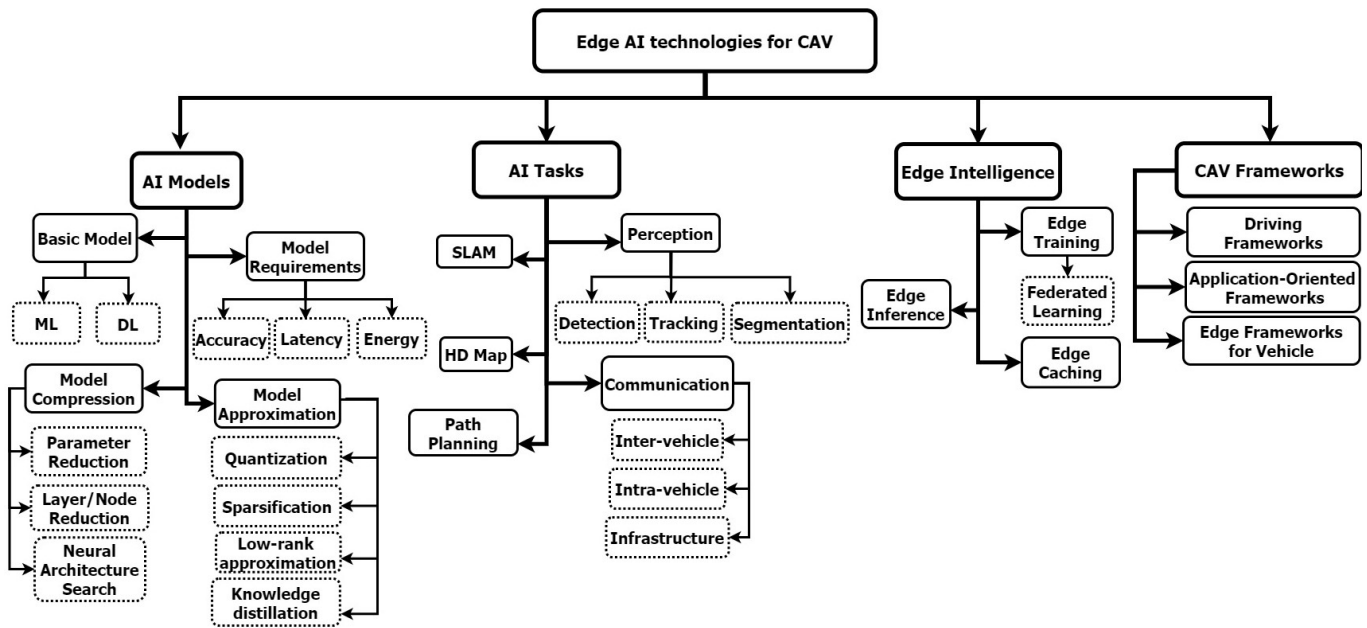 Edge AI technologies for CAV
AI Models
Basic Model
ML
DL
Model
Requirements
Accuracy
Latency
Energy
Model
Compression
Parameter
Reduction
Layer/Node
Reduction
Neural
Architecture
Search
Model
Approximation
Quantization
Sparsification
Low-rank
approximation
Knowledge
distillation
AI Tasks
SLAM
Perception
Detection
Tracking
Segmentation
HD Map
Communication
Inter-vehicle
Intra-vehicle
Infrastructure
Path
Planning
Edge Intelligence
Edge
Training
Federated
Learning
Edge
Inference
Edge
Caching
CAV Frameworks
Driving
Frameworks
Application-Oriented
Frameworks
Edge Frameworks
for Vehicle